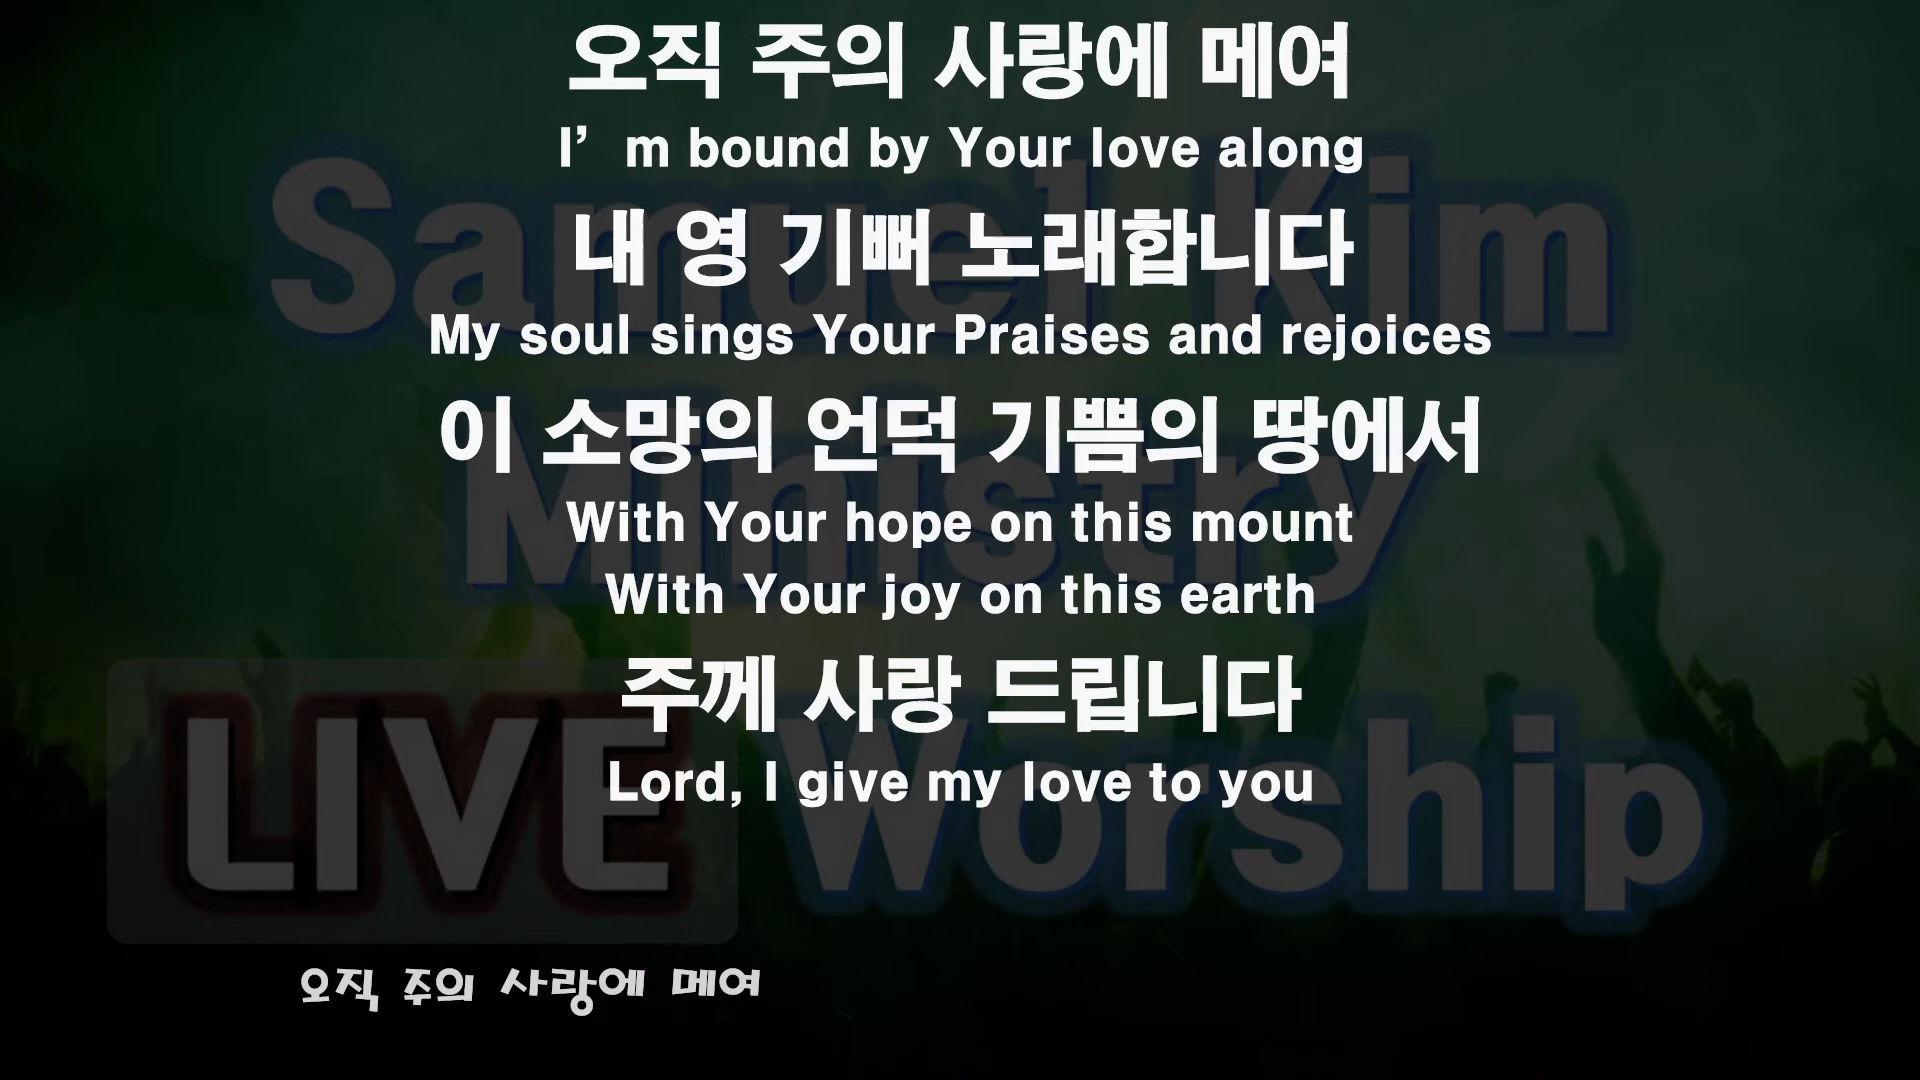 오직 주의 사랑에 메여
I’m bound by Your love along
내 영 기뻐 노래합니다
My soul sings Your Praises and rejoices
이 소망의 언덕 기쁨의 땅에서
With Your hope on this mount
With Your joy on this earth
주께 사랑 드립니다
Lord, I give my love to you
Samuel Kim
Ministry
LIVE Worship
오직 주의 사랑에 메여